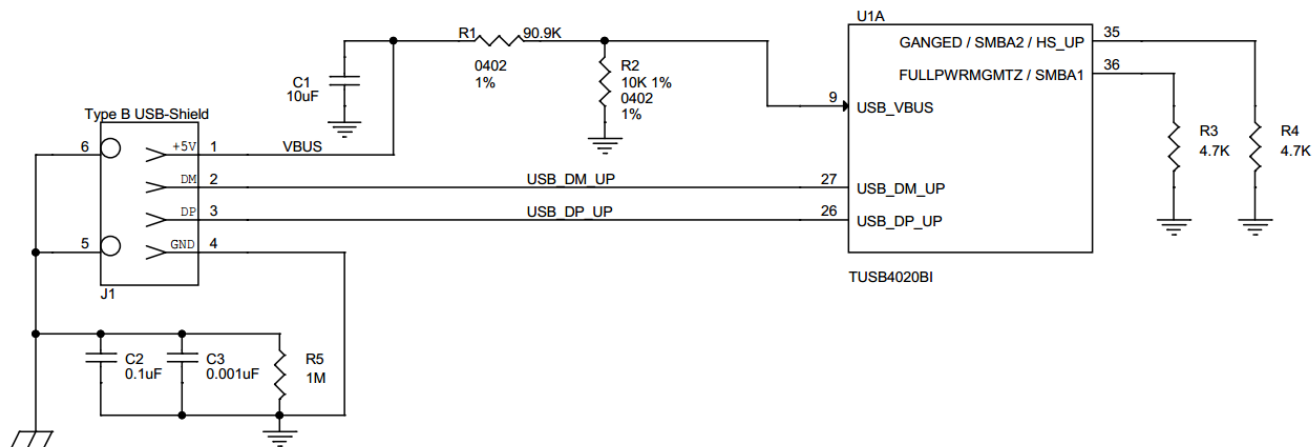 U1A
R1 90.9K
0402
1%
R2
10K 1%
0402
1%
C1
10uF
GANGED / SMBA2 / HS_UP 35
FULLPWRMGMTZ / SMBA1 36
9 USB_VBUS
R3
4.7K
R4
4.7K
Type B USB-Shield
6 +5V 1 VBUS
DM 2 USB_DM_UP 27 USB_DM_UP
DP 3 USB_DP_UP 26 USB_DP_UP
5 GND 4
J1
TUSB4020BI
C2
0.1uF
C3
0.001uF
R5
1M